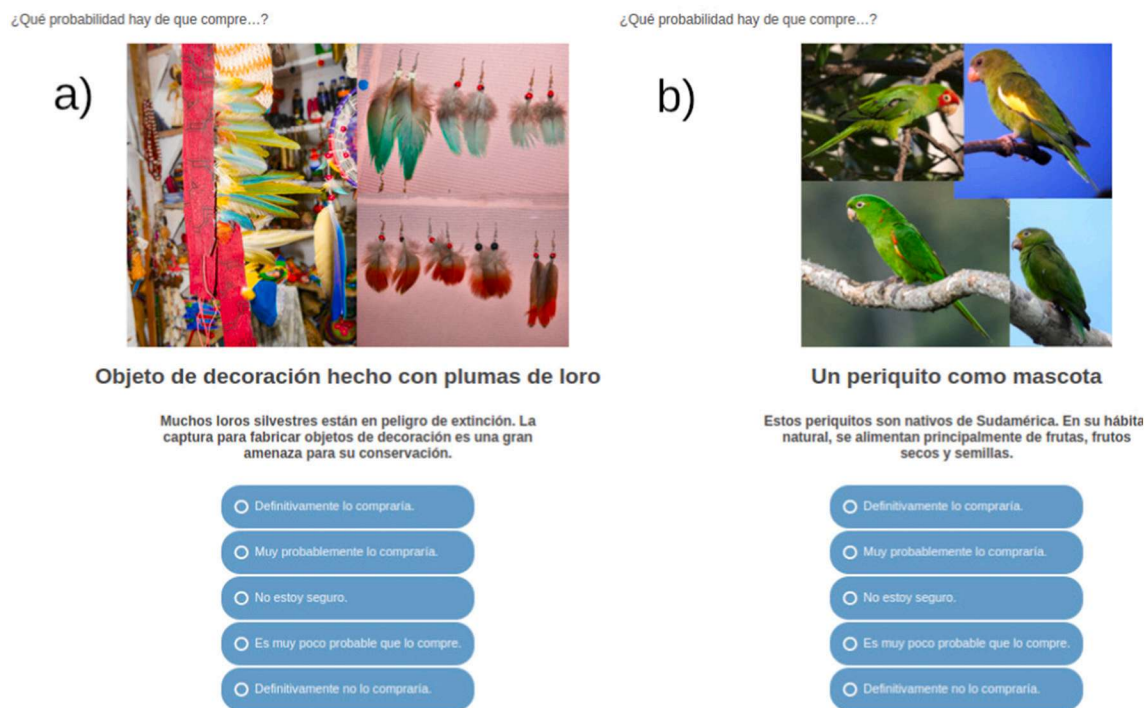 ¿Qué probabilidad hay de que compre…?
a)
Objeto de decoración hecho con plumas de loro
Muchos loros silvestres están en peligro de extinción. La
captura para fabricar objetos de decoración es una gran
amenaza para su conservación.
Definitivamente lo compraría.
Muy probablemente lo compraría.
No estoy seguro.
Es muy poco probable que lo compre.
Definitivamente no lo compraría.
¿Qué probabilidad hay de que compre…?
b)
Un periquito como mascota
Estos periquitos son nativos de Sudamérica. En su hábita
natural, se alimentan principalmente de frutas, frutos
secos y semillas.
Definitivamente lo compraría.
Muy probablemente lo compraría.
No estoy seguro.
Es muy poco probable que lo compre.
Definitivamente no lo compraría.